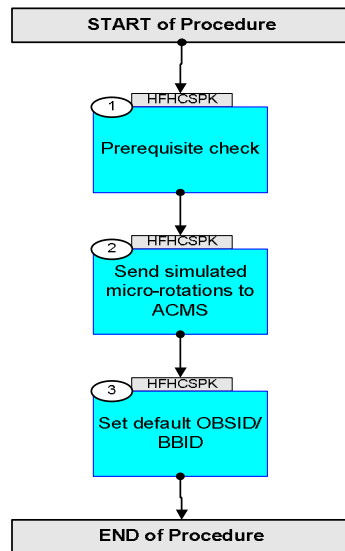 START of Procedure
HFHCSPK
1
Prerequisite check
HFHCSPK
2
Send simulated
micro-rotations to
ACMS
HFHCSPK
3
Set default OBSID/
BBID
END of Procedure